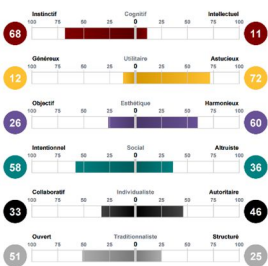 Instinctif Cognitif Intellectuel
100 75 50 25 0 25 50 75 100
68 11
Généreux Utilitaire Astucieux
100 75 50 25 0 25 50 75 100
12 72
Objectif Esthétique Harmonieux
100 75 50 25 0 25 50 75 100
26 60
Intentionnel Social Altruiste
100 75 50 25 0 25 50 75 100
58 36
Collaboratif Individualiste Autoritaire
100 75 50 25 0 25 50 75 100
33 46
Ouvert Traditionnaliste Structuré
100 75 50 25 0 25 50 75 100
51 25